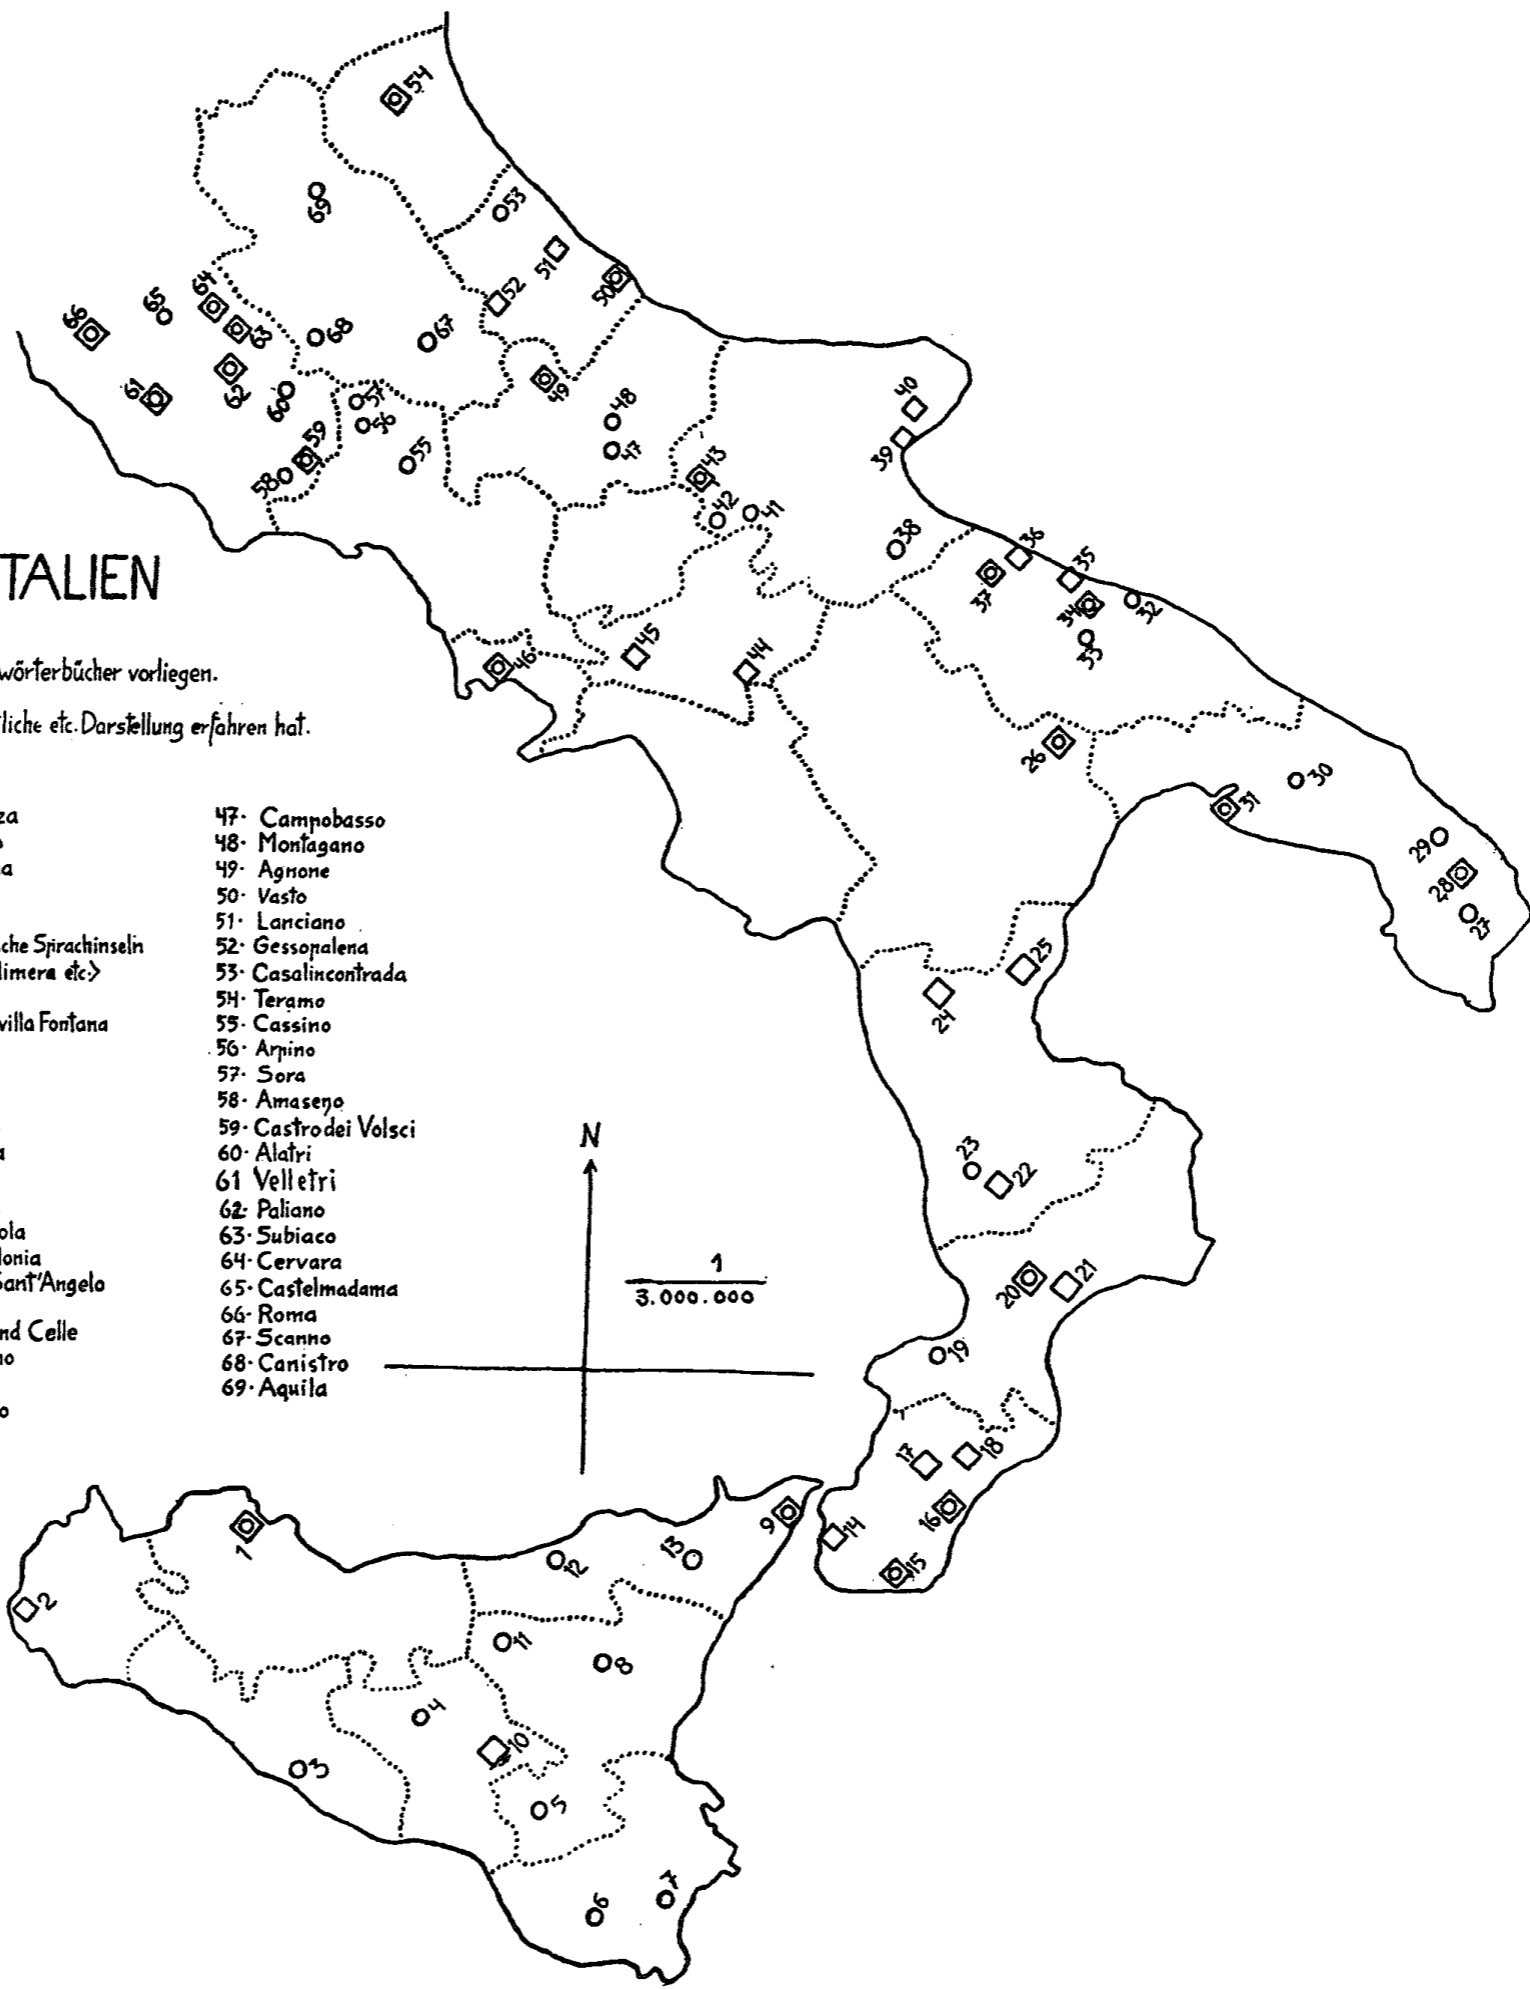 TALIEN
wörterbücher vorliegen.
liche etc. Darstellung erfahren hat.
za
o
a
che Sprachinseln
limera etc.>
villa Fontana
a
ola
lonia
Sant'Angelo
nd Celle
no
o
47· Campobasso
48· Montagano
49· Agnone
50· Vasto
51· Lanciano
52· Gessopalena
53· Casalincontrada
54· Teramo
55· Cassino
56· Arpino
57· Sora
58· Amaseno
59· Castro dei Volsci
60· Alatri
61 Velletri
62· Paliano
63· Subiaco
64· Cervara
65· Castelmadama
66· Roma
67· Scanno
68· Canistro
69· Aquila
N
1
3.000.000
54
69
53
51
52
50
64
65
66
63
68
67
61
62
60
57
56
49
48
47
59
58
55
40
39
43
42
41
38
36
37
35
34
32
33
46
45
44
26
31
30
29
28
27
25
24
23
22
20
21
19
17
18
16
14
15
9
1
2
12
13
11
8
4
10
3
5
6
7